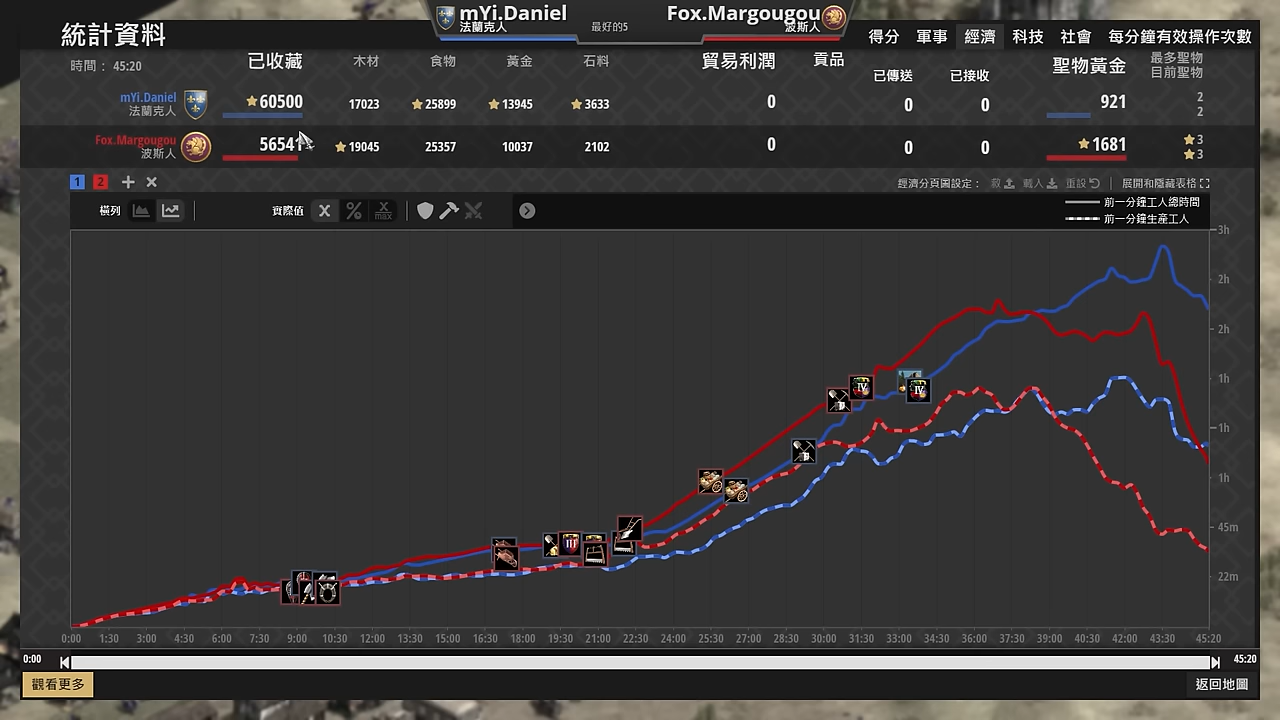 mYi.Daniel
法蘭克人
最好的5
Fox.Margougou
波斯人
統計資料
得分 軍事 經濟 科技 社會 每分鐘有效操作次數
時間： 45:20
已收藏 木材 食物 黃金 石料 貿易利潤 貢品 已傳送 已接收 聖物黃金 最多聖物
目前聖物
mYi.Daniel
法蘭克人
60500 17023 25899 13945 3633 0 0 0 921 2
2
Fox.Margougou
波斯人
56541 19045 25357 10037 2102 0 0 0 1681 3
3
1 2
經濟分頁圖設定： 載入 重設 | 展開和隱藏表格
橫列 實際值 X % X max
前一分鐘工人總時間
前一分鐘生產工人
3h
2h
2h
1h
1h
1h
45m
22m
0:00 1:30 3:00 4:30 6:00 7:30 9:00 10:30 12:00 13:30 15:00 16:30 18:00 19:30 21:00 22:30 24:00 25:30 27:00 28:30 30:00 31:30 33:00 34:30 36:00 37:30 39:00 40:30 42:00 43:30 45:20
0:00 45:20
觀看更多 返回地圖